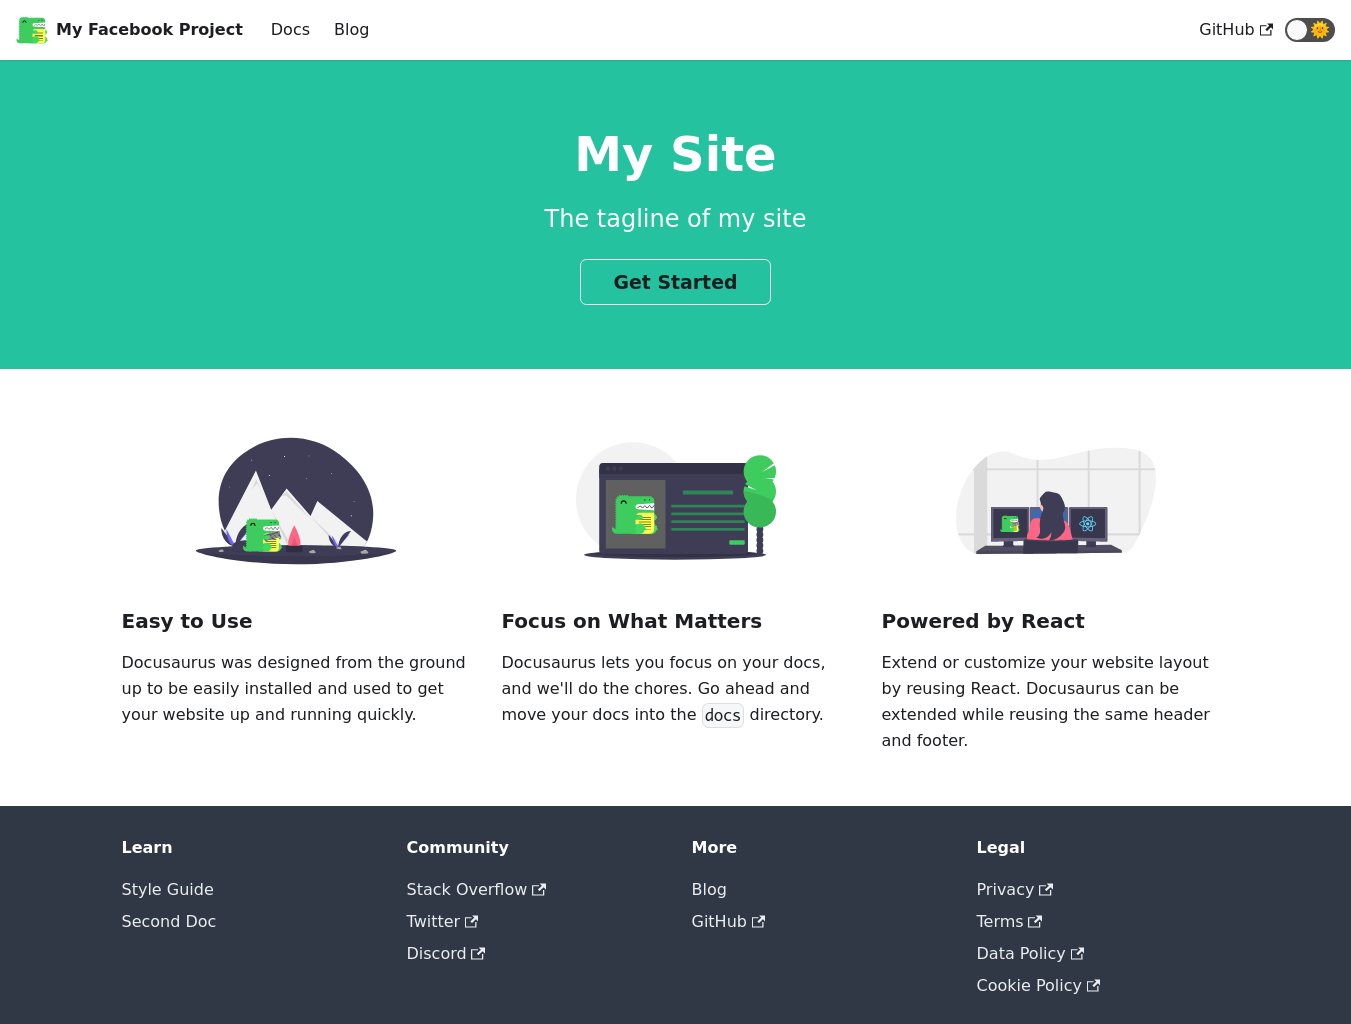 My Facebook Project
Docs
Blog
GitHub
My Site
The tagline of my site
Get Started
Easy to Use
Docusaurus was designed from the ground
up to be easily installed and used to get
your website up and running quickly.
Focus on What Matters
Docusaurus lets you focus on your docs,
and we'll do the chores. Go ahead and
move your docs into the docs directory.
Powered by React
Extend or customize your website layout
by reusing React. Docusaurus can be
extended while reusing the same header
and footer.
Learn
Style Guide
Second Doc
Community
Stack Overflow
Twitter
Discord
More
Blog
GitHub
Legal
Privacy
Terms
Data Policy
Cookie Policy